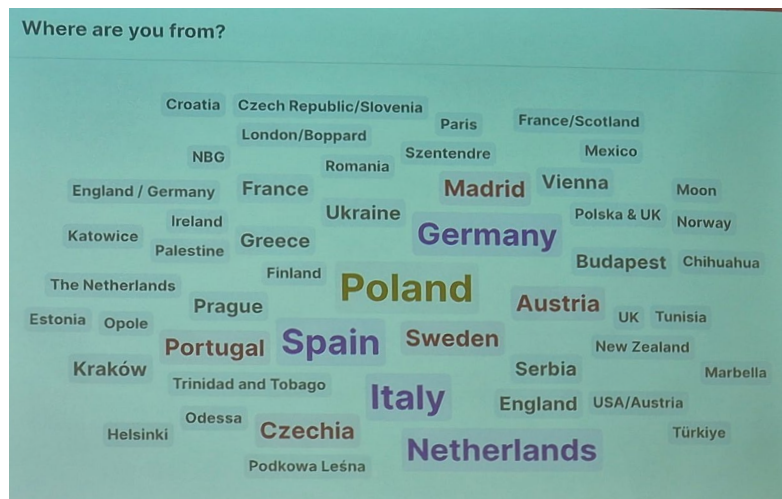 Where are you from?
Croatia
Czech Republic/Slovenia
London/Boppard
Paris
France/Scotland
NBG
Romania
Szentendre
Mexico
England / Germany
France
Madrid
Vienna
Moon
Ireland
Ukraine
Polska & UK
Norway
Katowice
Palestine
Greece
Germany
Budapest
Chihuahua
The Netherlands
Finland
Poland
Prague
Austria
UK
Tunisia
Estonia
Opole
Portugal
Spain
Sweden
New Zealand
Kraków
Serbia
Marbella
Trinidad and Tobago
Italy
England
USA/Austria
Odessa
Helsinki
Czechia
Türkiye
Netherlands
Podkowa Leśna